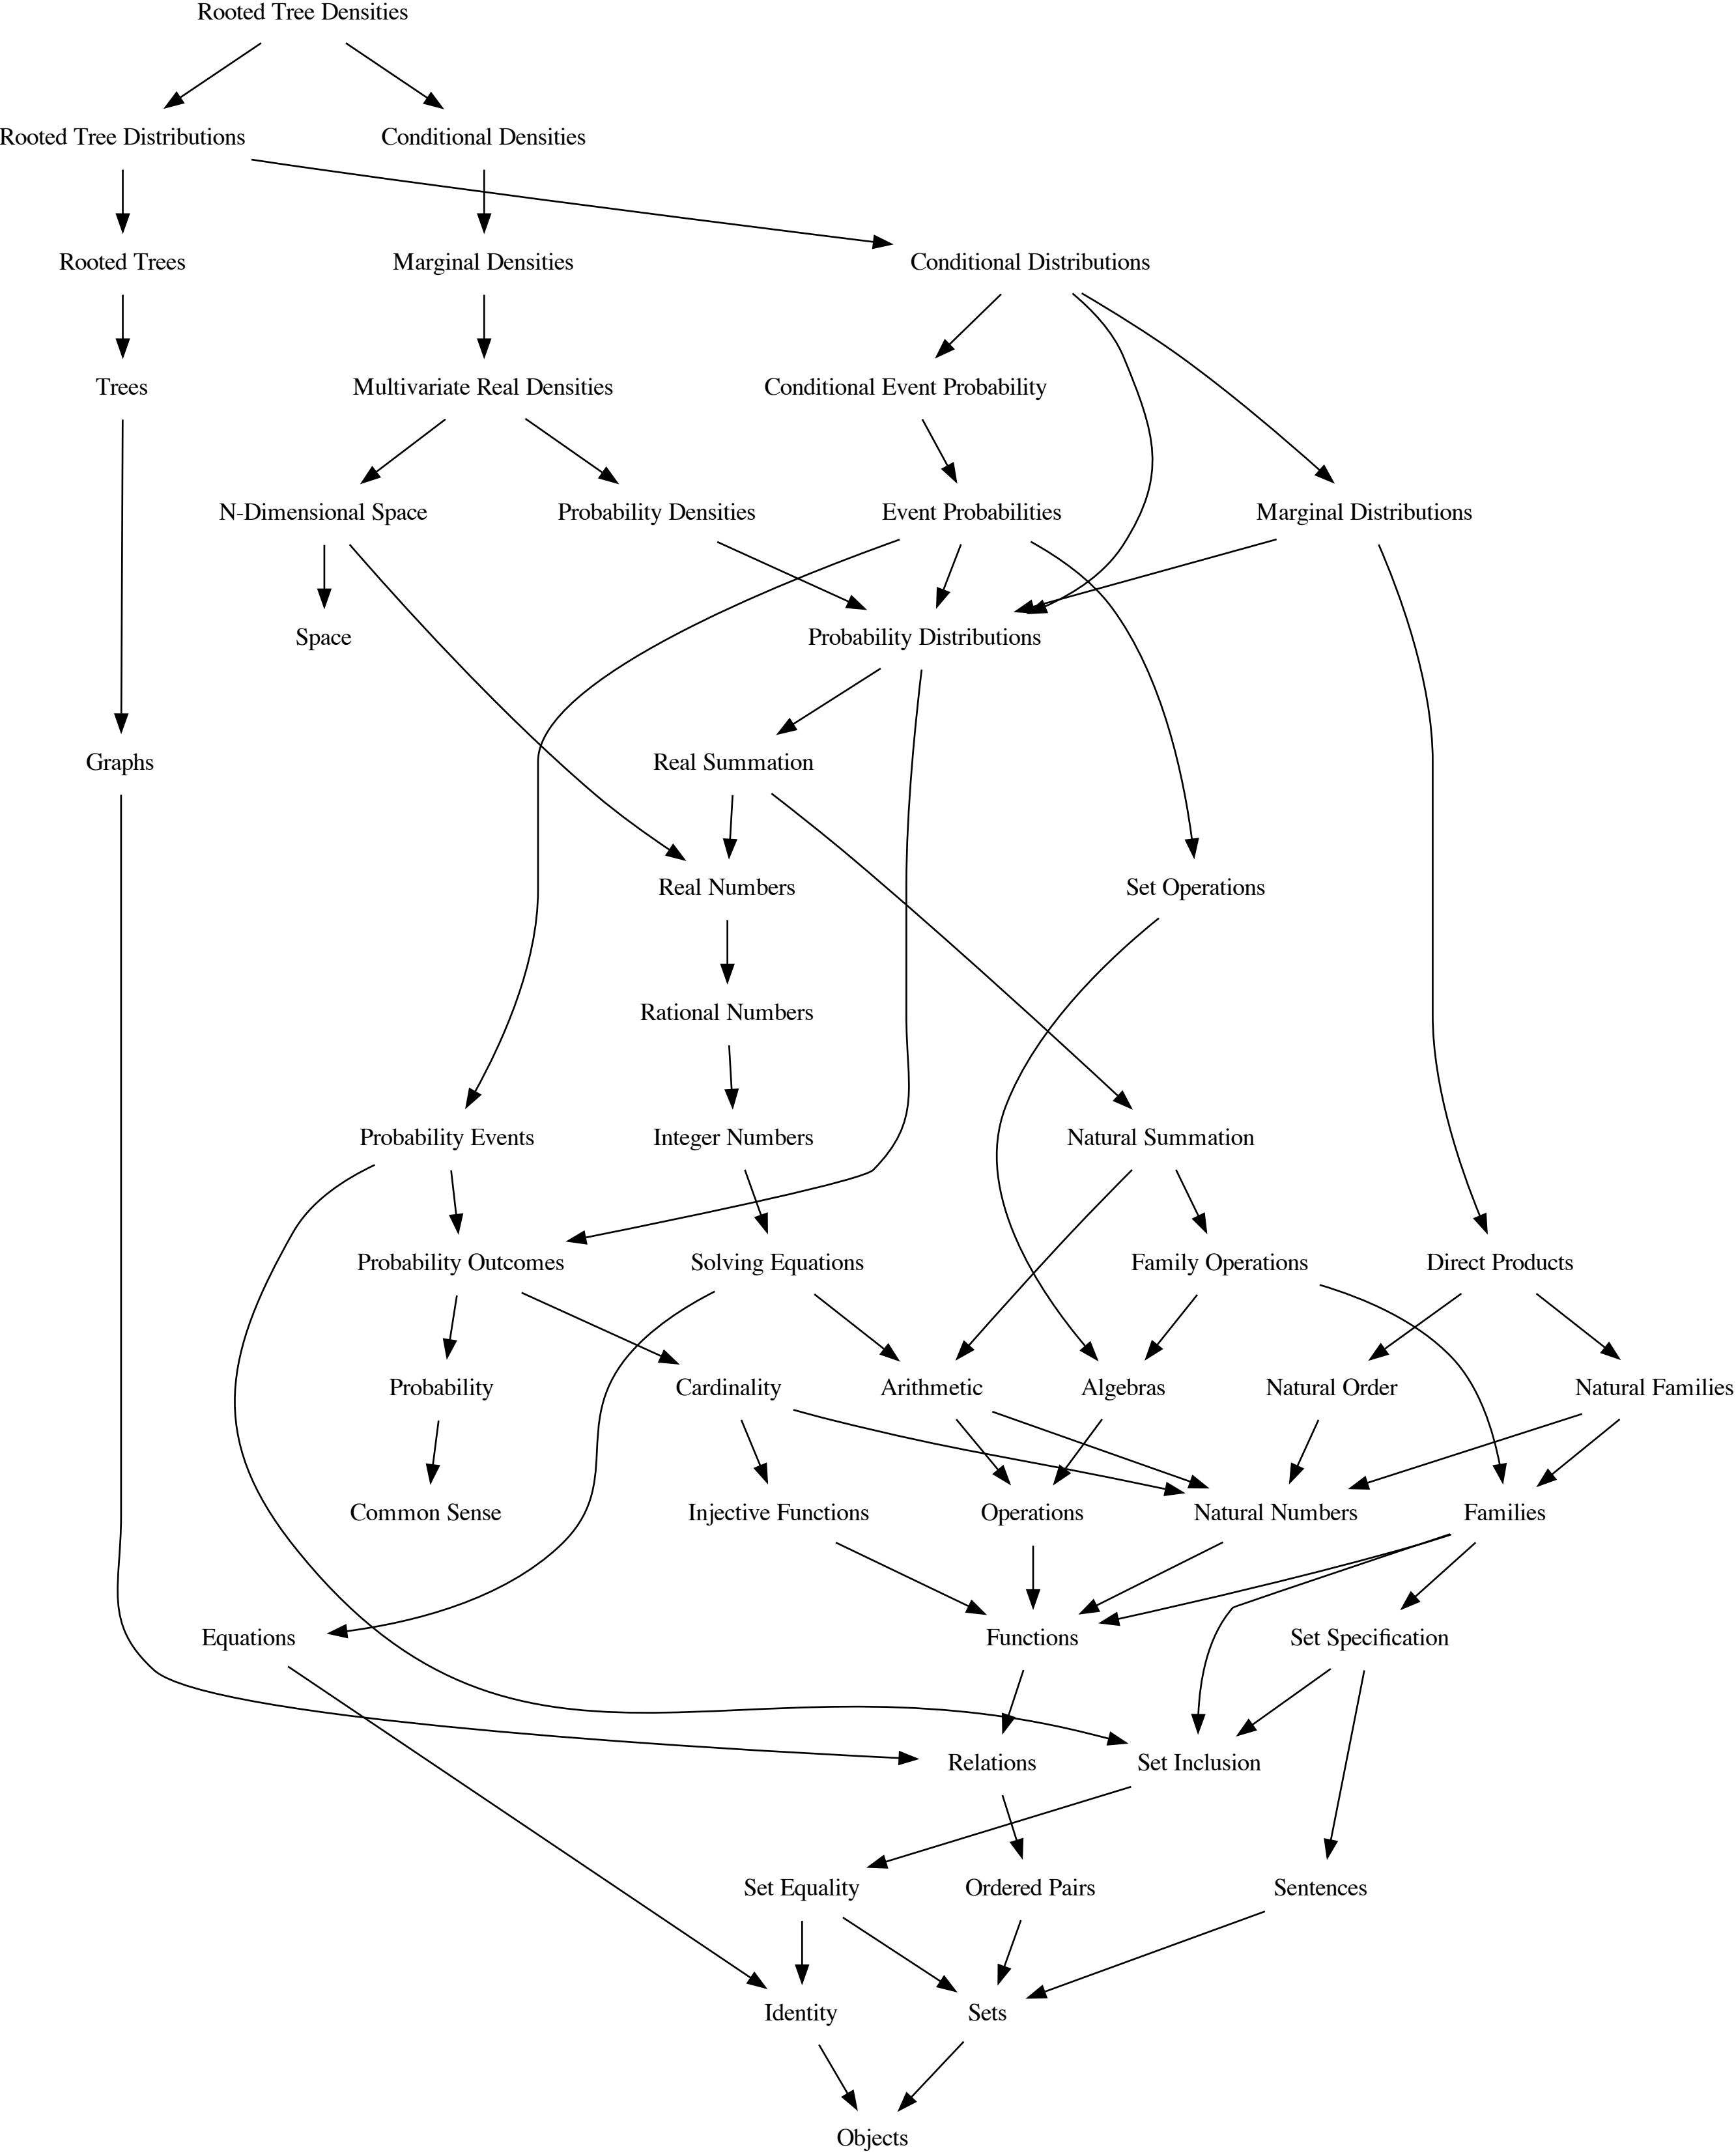 Rooted Tree Densities
Rooted Tree Distributions
Conditional Densities
Rooted Trees
Marginal Densities
Conditional Distributions
Trees
Multivariate Real Densities
Conditional Event Probability
N-Dimensional Space
Probability Densities
Event Probabilities
Marginal Distributions
Space
Probability Distributions
Graphs
Real Summation
Real Numbers
Set Operations
Rational Numbers
Probability Events
Integer Numbers
Natural Summation
Probability Outcomes
Solving Equations
Family Operations
Direct Products
Probability
Cardinality
Arithmetic
Algebras
Natural Order
Natural Families
Common Sense
Injective Functions
Operations
Natural Numbers
Families
Equations
Functions
Set Specification
Relations
Set Inclusion
Set Equality
Ordered Pairs
Sentences
Identity
Sets
Objects